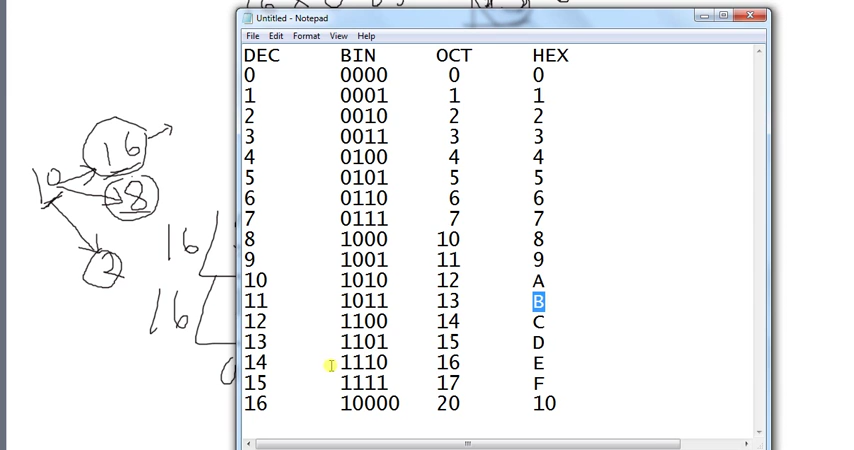 Untitled - Notepad
File Edit Format View Help
DEC BIN OCT HEX
0 0000 0 0
1 0001 1 1
2 0010 2 2
3 0011 3 3
4 0100 4 4
5 0101 5 5
6 0110 6 6
7 0111 7 7
8 1000 10 8
9 1001 11 9
10 1010 12 A
11 1011 13 B
12 1100 14 C
13 1101 15 D
14 1110 16 E
15 1111 17 F
16 10000 20 10
16
10
8
2
16
16